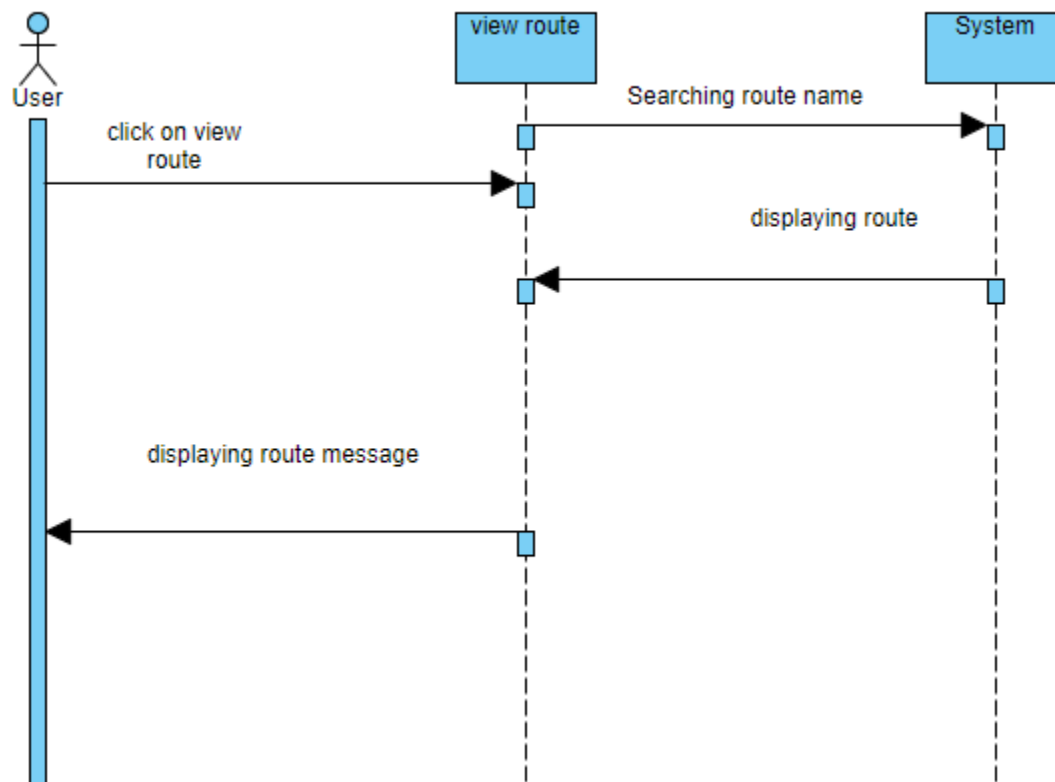 view route
System
User
Searching route name
click on view
route
displaying route
displaying route message